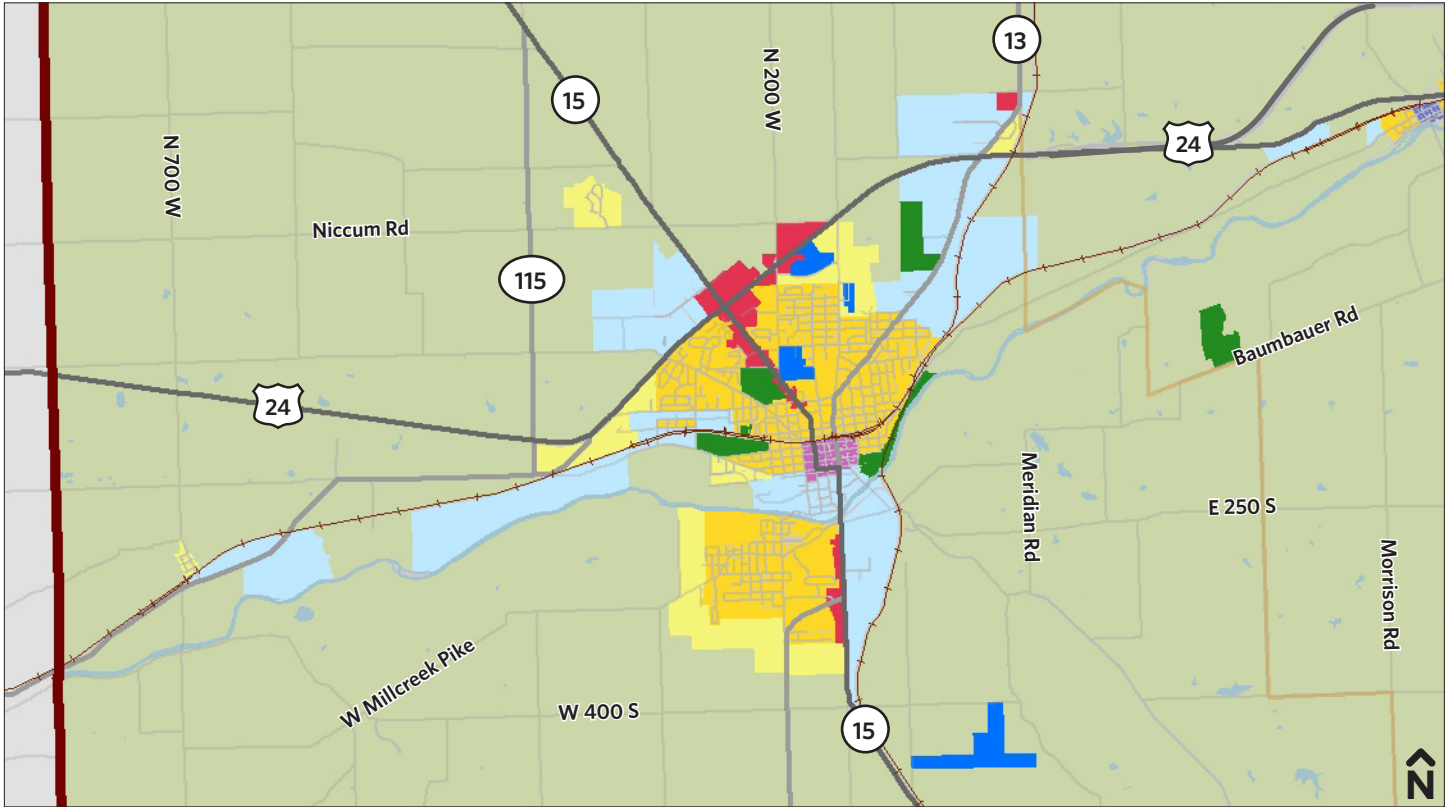 13
15
N 200 W
24
N 700 W
Niccum Rd
115
Baumbauer Rd
24
Meridian Rd
E 250 S
Morrison Rd
W Millcreek Pike
W 400 S
15
N